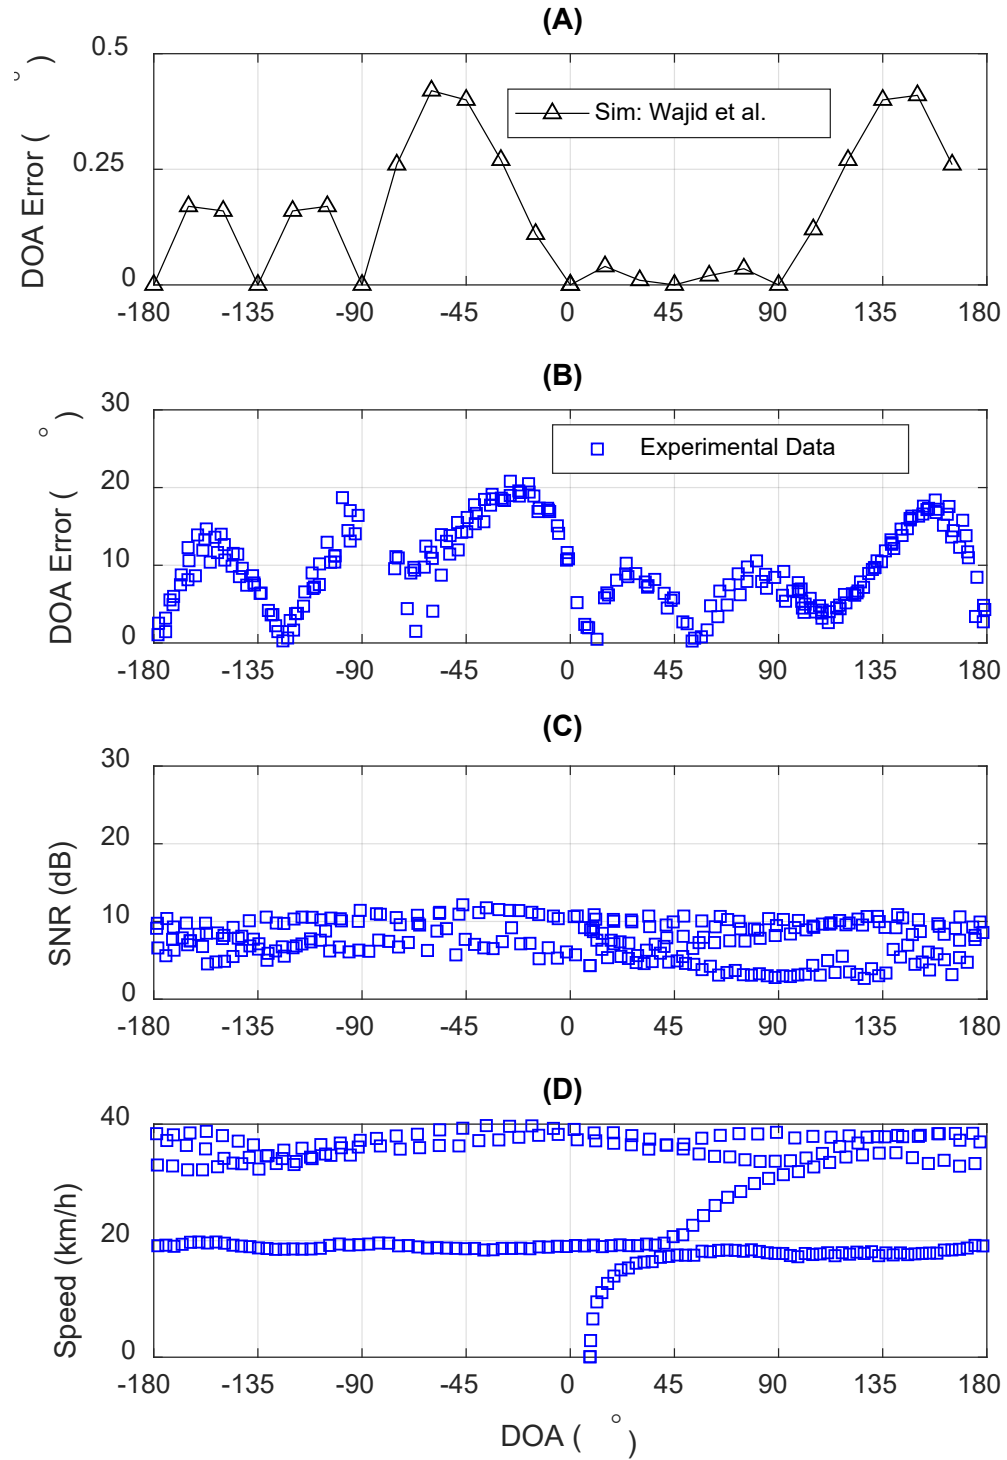 (A)
DOA Error ( ° )
0.5
0.25
0
Sim: Wajid et al.
-180 -135 -90 -45 0 45 90 135 180
(B)
DOA Error ( ° )
30
20
10
0
Experimental Data
-180 -135 -90 -45 0 45 90 135 180
(C)
SNR (dB)
30
20
10
0
-180 -135 -90 -45 0 45 90 135 180
(D)
Speed (km/h)
40
20
0
-180 -135 -90 -45 0 45 90 135 180
DOA ( ° )